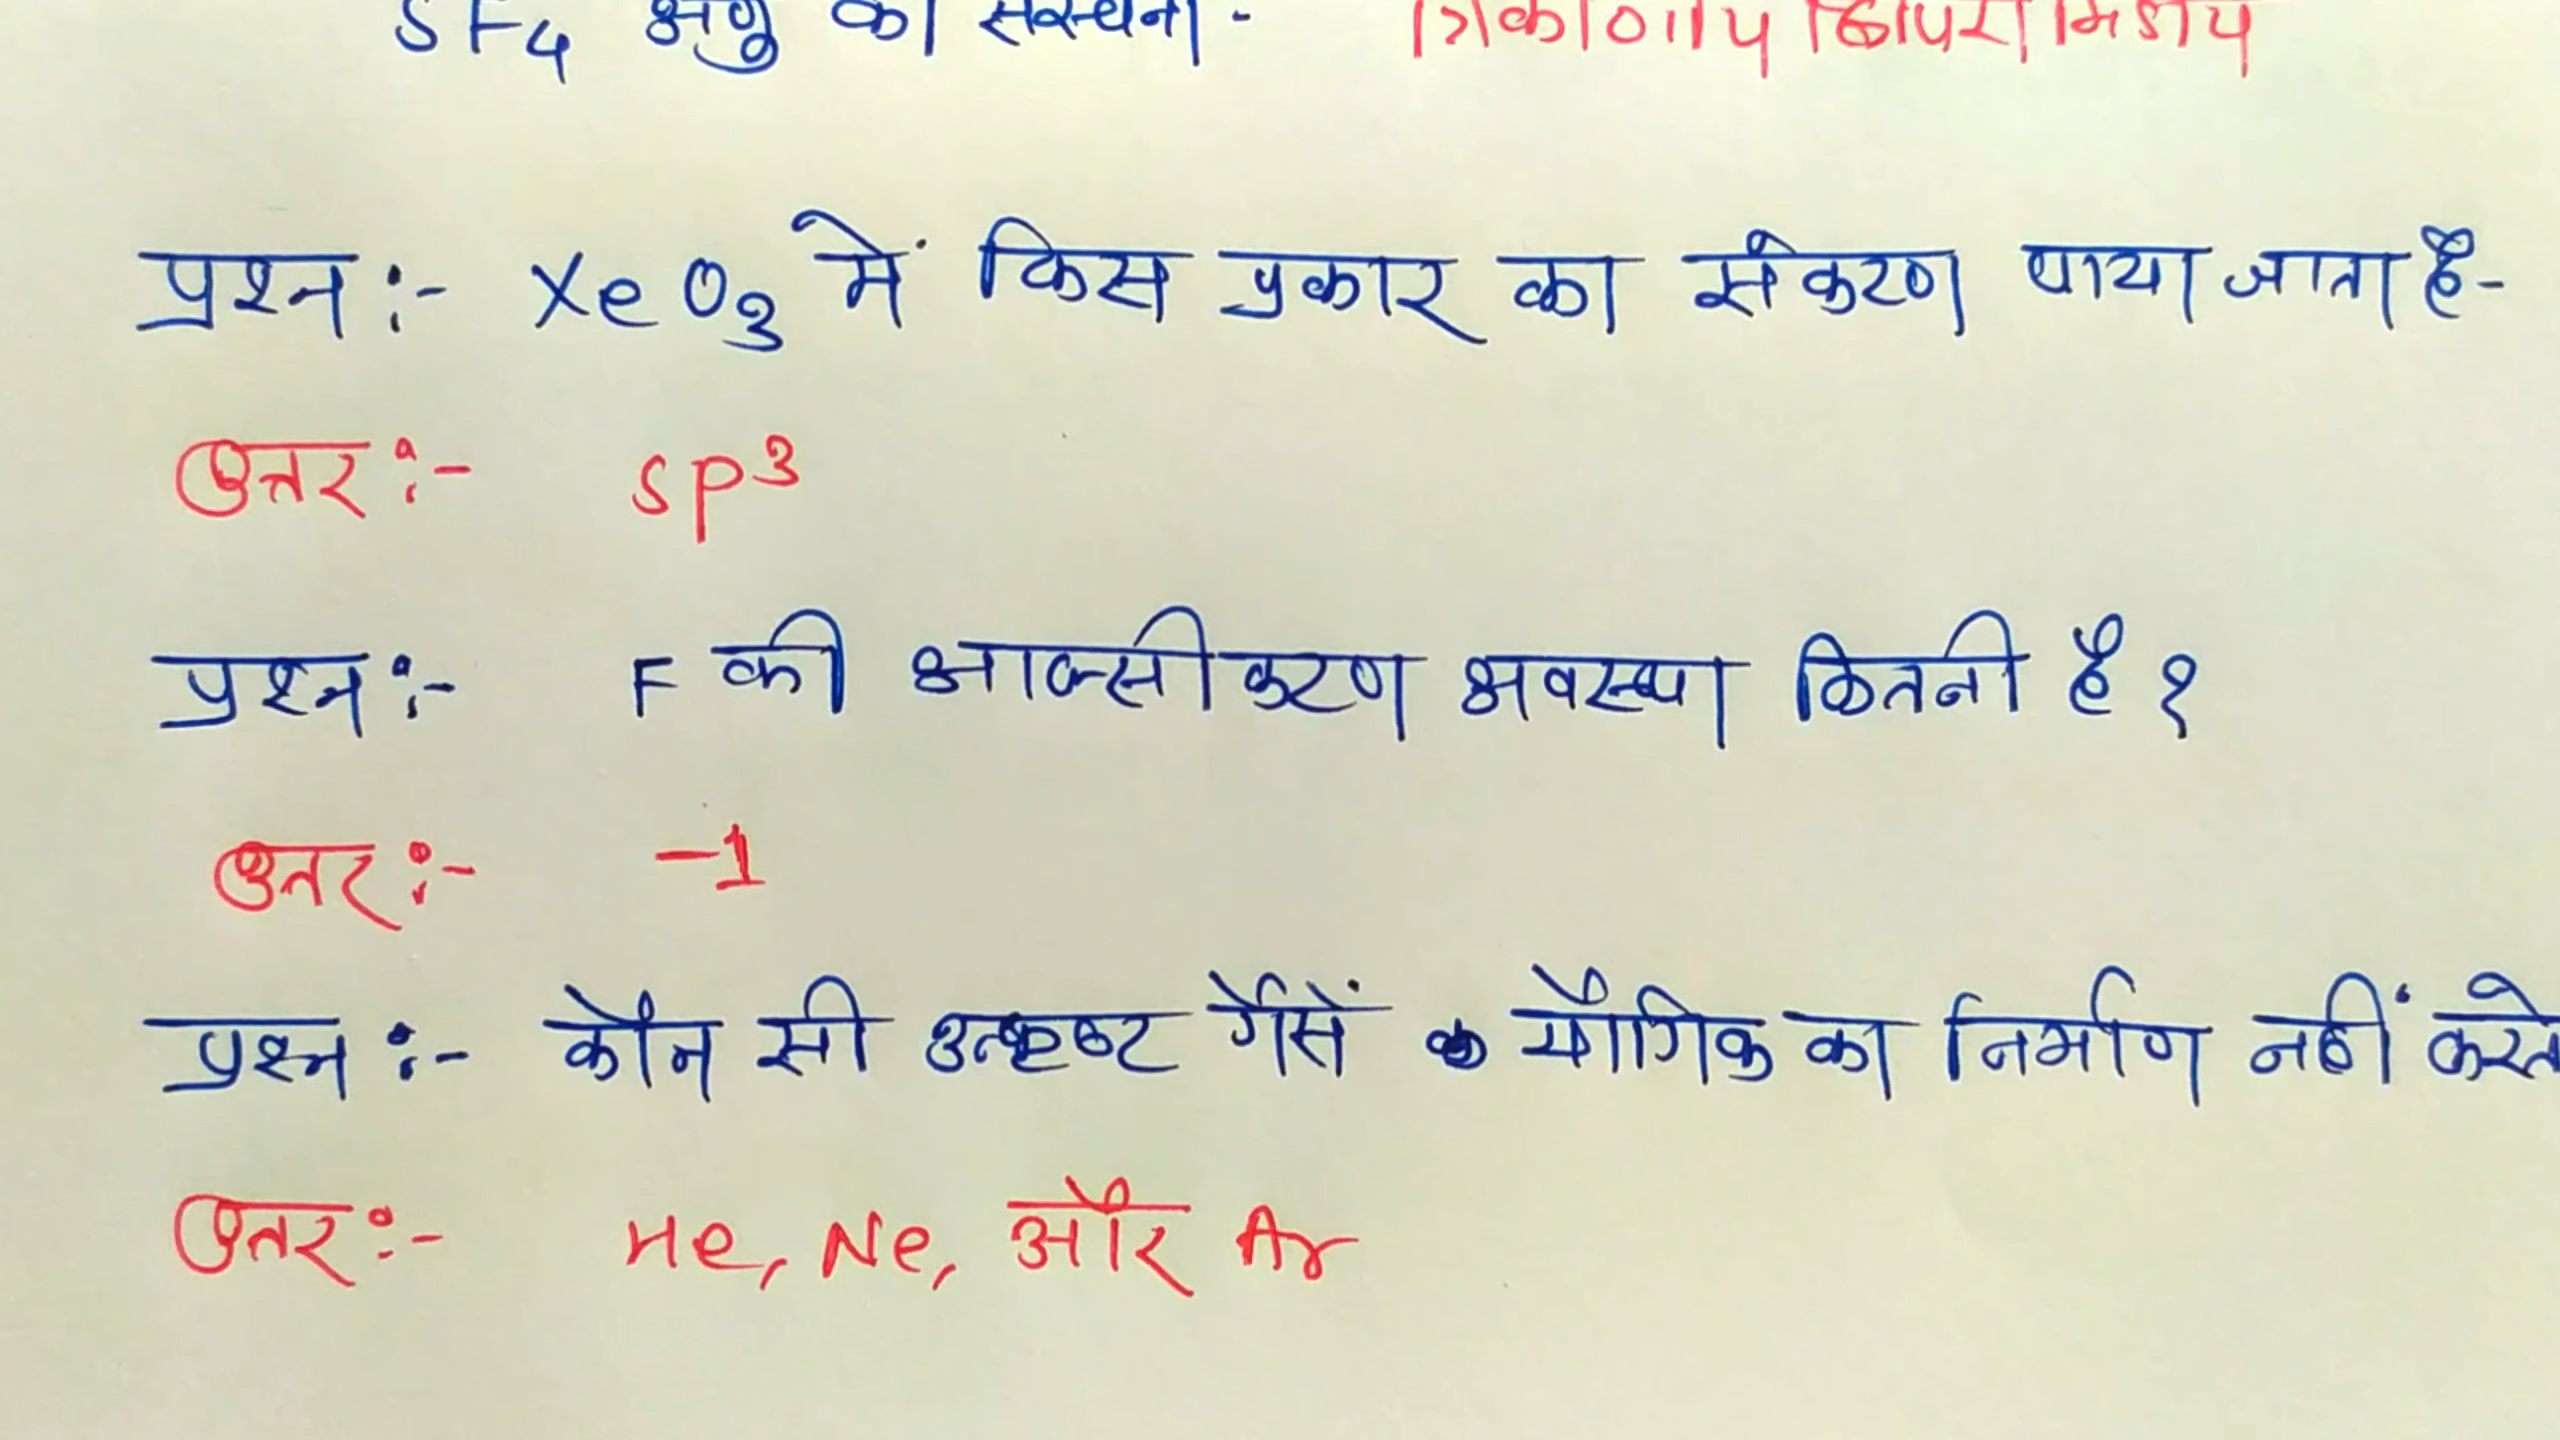 SF4 अणु की संरचना - त्रिकोणीय द्विपिरामिडीय
प्रश्न :- XeO3 में किस प्रकार का संकरण पाया जाता है-
उत्तर :- sp³
प्रश्न :- F की आक्सीकरण अवस्था कितनी है ?
उत्तर :- -1
प्रश्न :- कौन सी उत्कृष्ट गैसें यौगिक का निर्माण नहीं करते
उत्तर :- He, Ne, और Ar